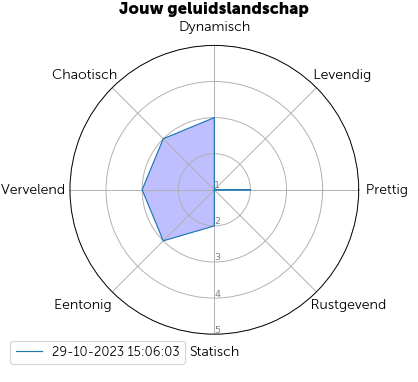 Jouw geluidslandschap
Dynamisch
Chaotisch
Levendig
Vervelend
Prettig
1
2
3
4
5
Eentonig
Rustgevend
Statisch
29-10-2023 15:06:03